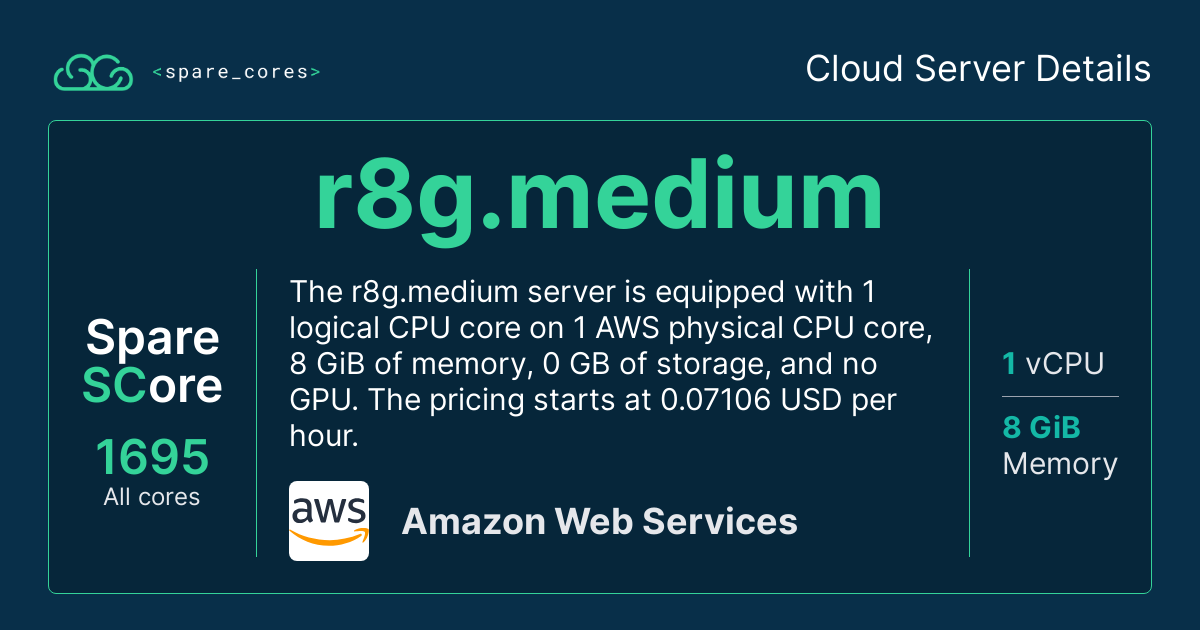 <spare_cores>
Cloud Server Details
r8g.medium
Spare
SCore
1695
All cores
The r8g.medium server is equipped with 1
logical CPU core on 1 AWS physical CPU core,
8 GiB of memory, 0 GB of storage, and no
GPU. The pricing starts at 0.07106 USD per
hour.
aws
Amazon Web Services
1 vCPU
8 GiB
Memory